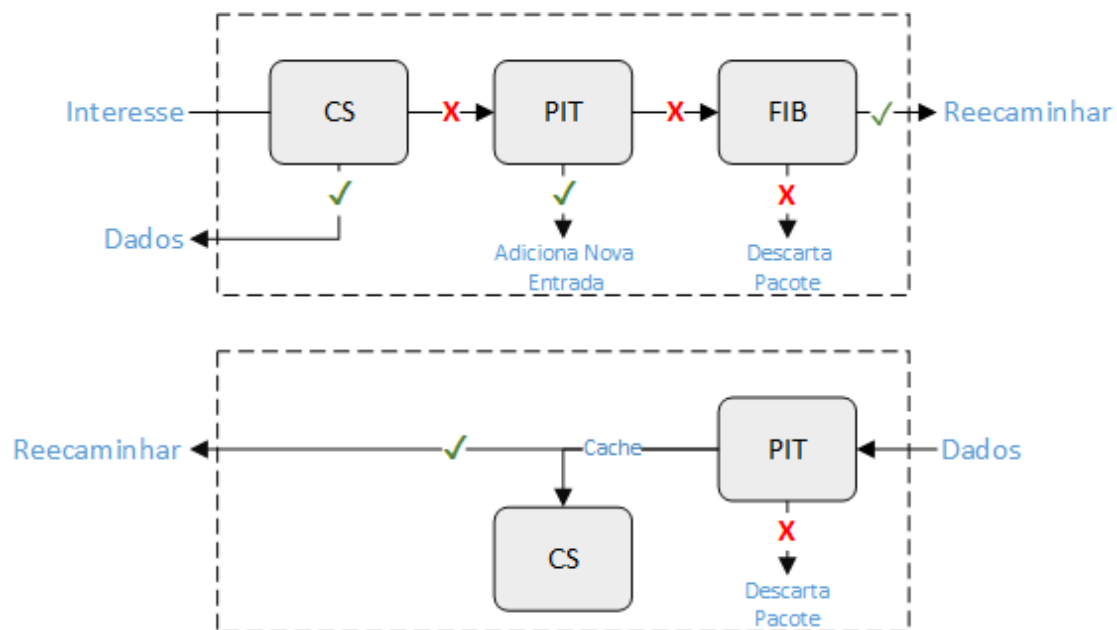 Interesse
CS
X
PIT
X
FIB
✓
Reecaminhar
✓
✓
X
Dados
Adiciona Nova
Entrada
Descarta
Pacote
Reecaminhar
✓
Cache
PIT
Dados
CS
X
Descarta
Pacote